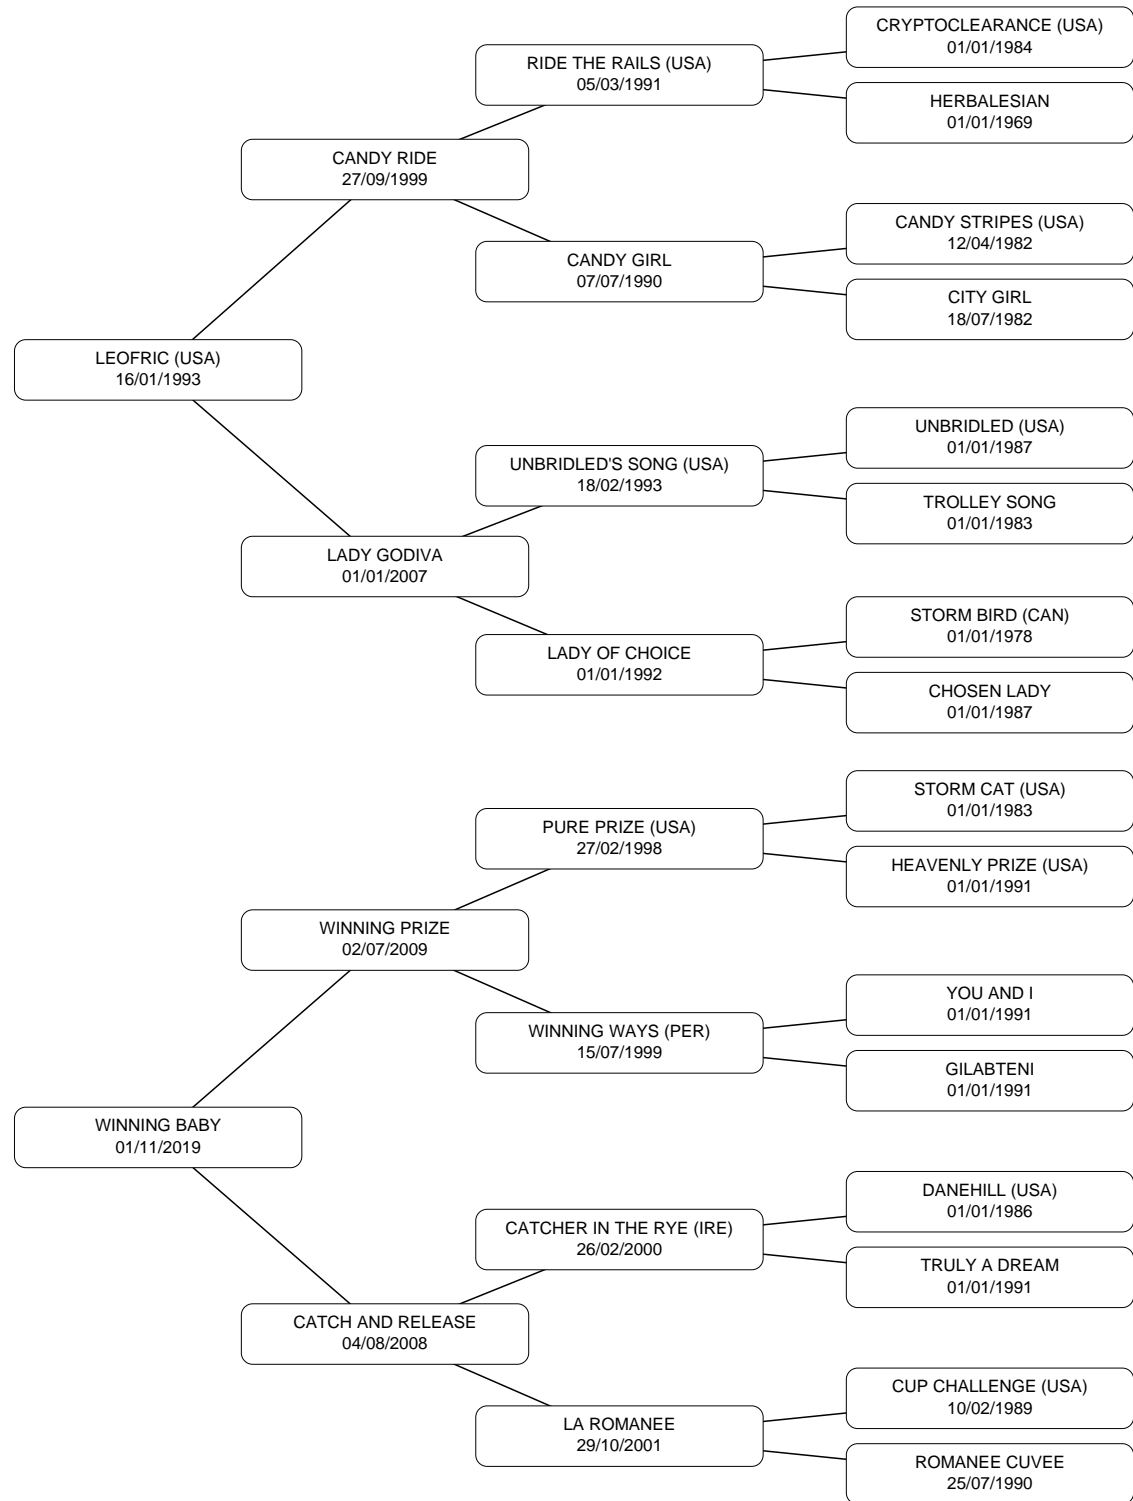 CRYPTOCLEARANCE (USA)
01/01/1984
RIDE THE RAILS (USA)
05/03/1991
HERBALESIAN
01/01/1969
CANDY RIDE
27/09/1999
CANDY STRIPES (USA)
12/04/1982
CANDY GIRL
07/07/1990
CITY GIRL
18/07/1982
LEOFRIC (USA)
16/01/1993
UNBRIDLED (USA)
01/01/1987
UNBRIDLED'S SONG (USA)
18/02/1993
TROLLEY SONG
01/01/1983
LADY GODIVA
01/01/2007
STORM BIRD (CAN)
01/01/1978
LADY OF CHOICE
01/01/1992
CHOSEN LADY
01/01/1987
STORM CAT (USA)
01/01/1983
PURE PRIZE (USA)
27/02/1998
HEAVENLY PRIZE (USA)
01/01/1991
WINNING PRIZE
02/07/2009
YOU AND I
01/01/1991
WINNING WAYS (PER)
15/07/1999
GILABTENI
01/01/1991
WINNING BABY
01/11/2019
DANEHILL (USA)
01/01/1986
CATCHER IN THE RYE (IRE)
26/02/2000
TRULY A DREAM
01/01/1991
CATCH AND RELEASE
04/08/2008
CUP CHALLENGE (USA)
10/02/1989
LA ROMANEE
29/10/2001
ROMANEE CUVEE
25/07/1990